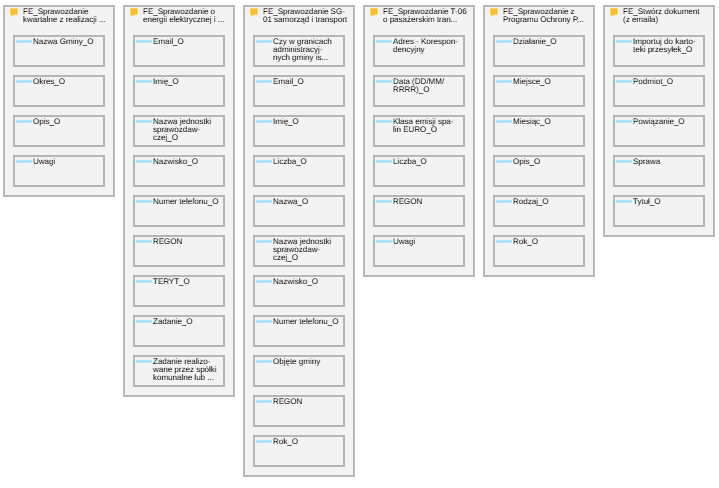 FE_Sprawozdanie
kwartalne z realizacji ...
Nazwa Gminy_O
Okres_O
Opis_O
Uwagi
FE_Sprawozdanie o
energii elektrycznej i ...
Email_O
Imię_O
Nazwa jednostki
sprawozdaw-
czej_O
Nazwisko_O
Numer telefonu_O
REGON
TERYT_O
Zadanie_O
Zadanie realizo-
wane przez spółki
komunalne lub ...
FE_Sprawozdanie SG-
01 samorząd i transport
Czy w granicach
administracyj-
nych gminy is...
Email_O
Imię_O
Liczba_O
Nazwa_O
Nazwa jednostki
sprawozdaw-
czej_O
Nazwisko_O
Numer telefonu_O
Objęte gminy
REGON
Rok_O
FE_Sprawozdanie T-06
o pasażerskim tran...
Adres - Korespon-
dencyjny
Data (DD/MM/
RRRR)_O
Klasa emisji spa-
lin EURO_O
Liczba_O
REGON
Uwagi
FE_Sprawozdanie z
Programu Ochrony P...
Działanie_O
Miejsce_O
Miesiąc_O
Opis_O
Rodzaj_O
Rok_O
FE_Stwórz dokument
(z emaila)
Importuj do karto-
teki przesyłek_O
Podmiot_O
Powiązanie_O
Sprawa
Tytuł_O